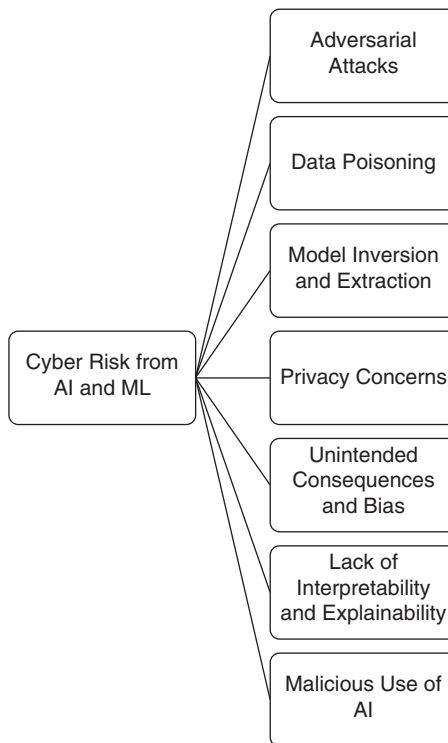 Adversarial
Attacks
Data Poisoning
Model Inversion
and Extraction
Cyber Risk from
AI and ML
Privacy Concerns
Unintended
Consequences
and Bias
Lack of
Interpretability
and Explainability
Malicious Use of
AI